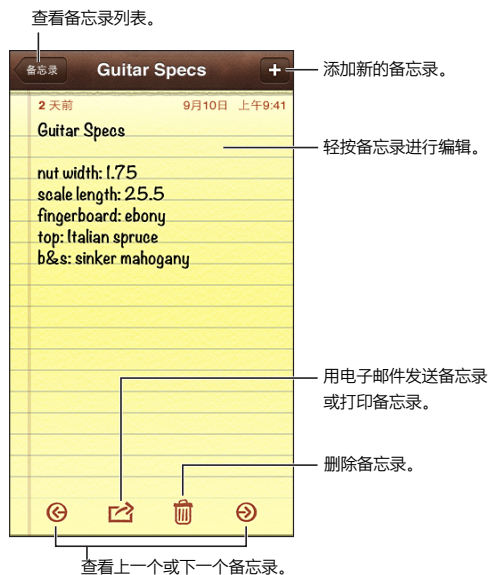 查看备忘录列表。
备忘录
Guitar Specs
+
添加新的备忘录。
2 天前
9月10日 上午9:41
Guitar Specs
轻按备忘录进行编辑。
nut width: 1.75
scale length: 25.5
fingerboard: ebony
top: Italian spruce
b&s: sinker mahogany
用电子邮件发送备忘录
或打印备忘录。
删除备忘录。
查看上一个或下一个备忘录。